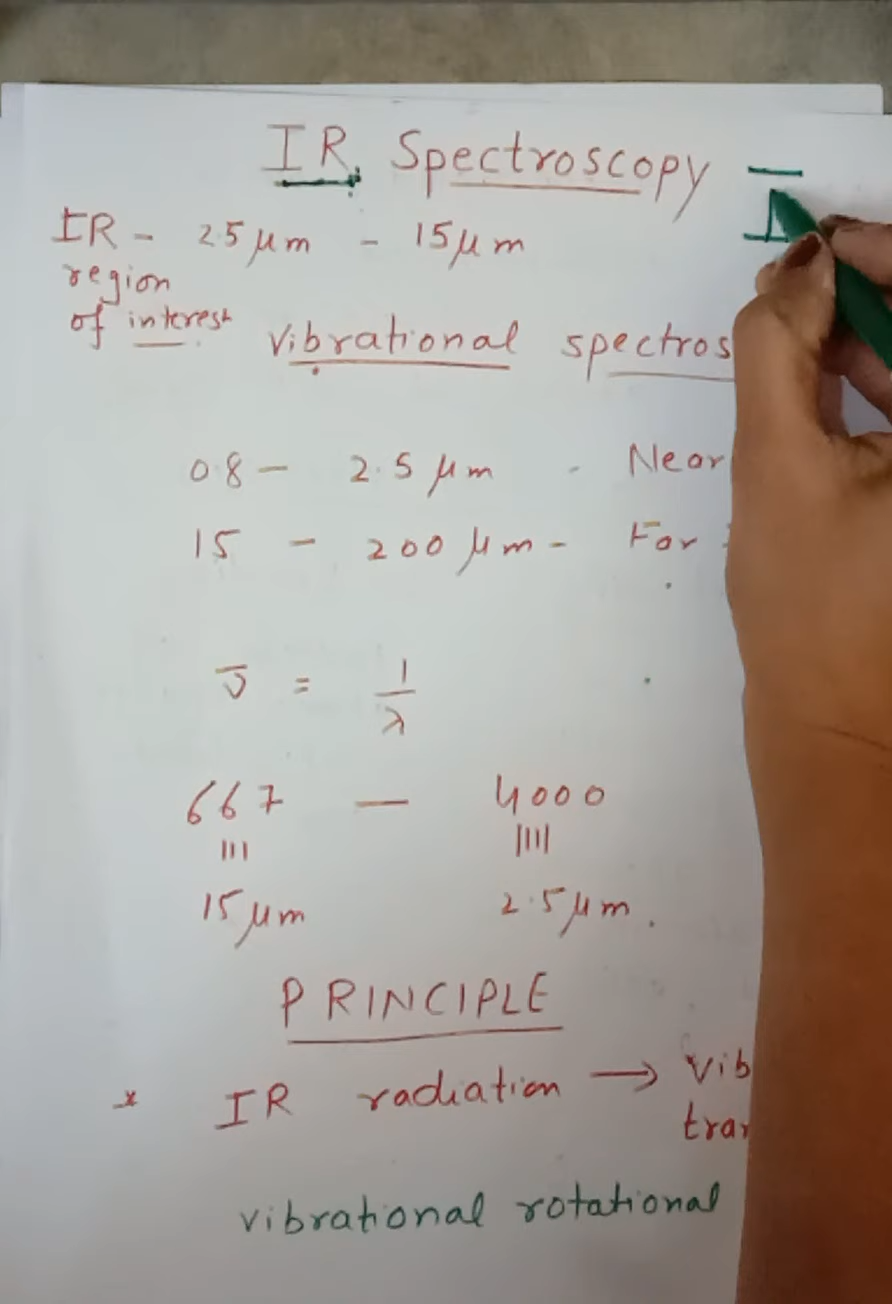 IR Spectroscopy I
IR - 2.5 μm - 15 μm
region
of interest
Vibrational spectros
0.8 - 2.5 μm - Near
15 - 200 μm - Far
ν̅ = 1/λ
667 — 4000
15 μm 2.5 μm.
PRINCIPLE
* IR radiation → vib
tran
vibrational rotational